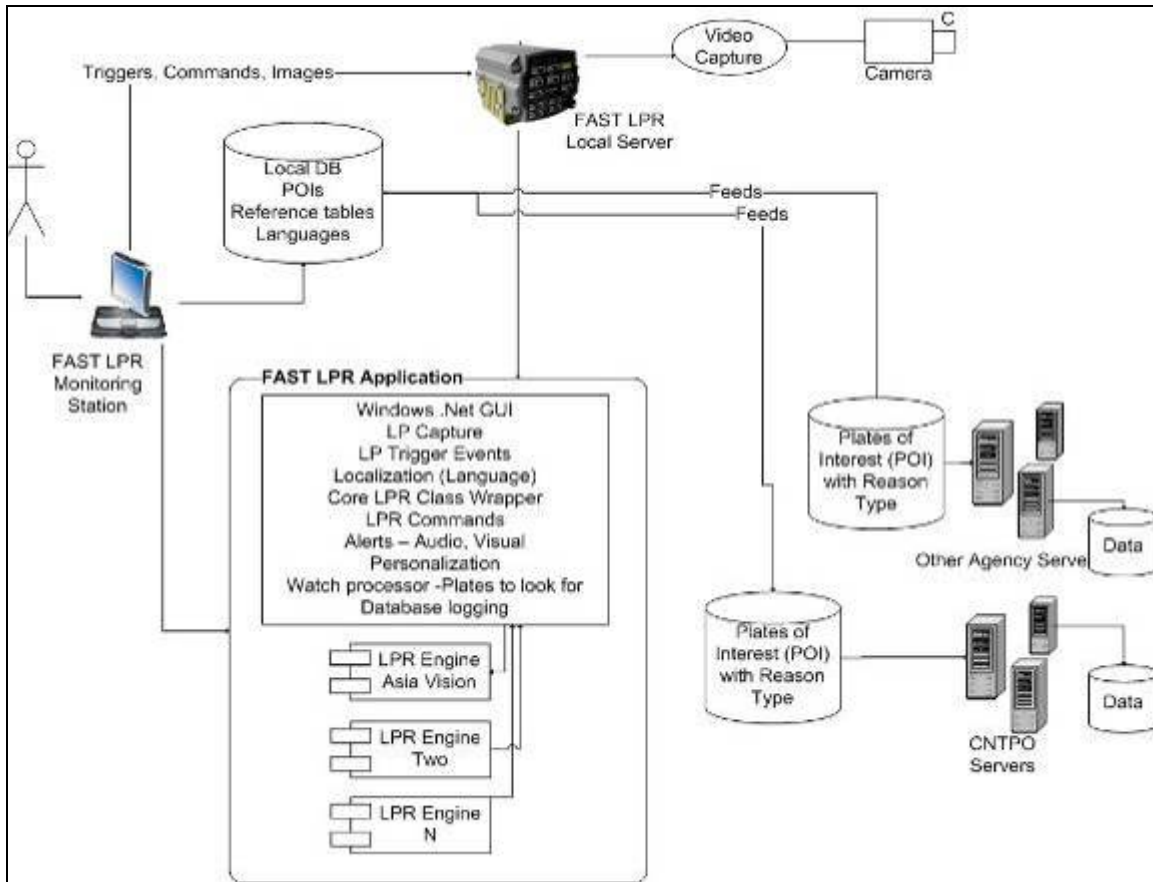 C
Video
Capture
Camera
Triggers, Commands, Images
FAST LPR
Local Server
Local DB
POIs
Reference tables
Languages
Feeds
Feeds
FAST LPR
Monitoring
Station
FAST LPR Application
Windows .Net GUI
LP Capture
LP Trigger Events
Localization (Language)
Core LPR Class Wrapper
LPR Commands
Alerts – Audio, Visual
Personalization
Watch processor -Plates to look for
Database logging
LPR Engine
Asia Vision
LPR Engine
Two
LPR Engine
N
Plates of
Interest (POI)
with Reason
Type
Other Agency Serve
Data
Plates of
Interest (POI)
with Reason
Type
CNTPO
Servers
Data